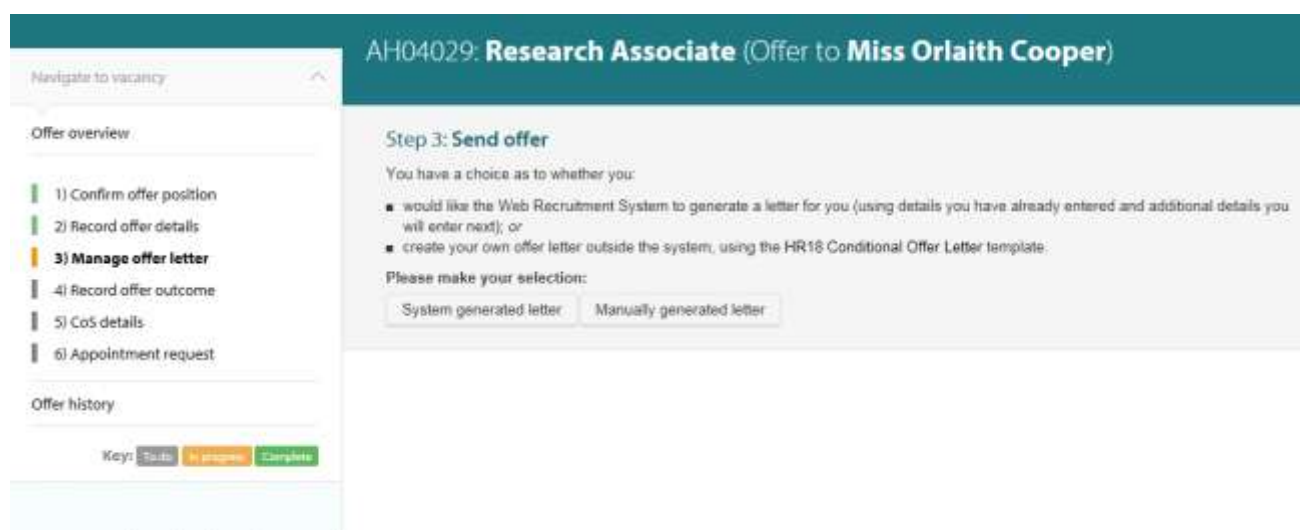 AH04029: Research Associate (Offer to Miss Orlaith Cooper)
Navigate to vacancy
Offer overview
1) Confirm offer position
2) Record offer details
3) Manage offer letter
4) Record offer outcome
5) CoS details
6) Appointment request
Offer history
Key: To do In progress Complete
Step 3: Send offer
You have a choice as to whether you:
would like the Web Recruitment System to generate a letter for you (using details you have already entered and additional details you
will enter next); or
create your own offer letter outside the system, using the HR18 Conditional Offer Letter template.
Please make your selection:
System generated letter Manually generated letter